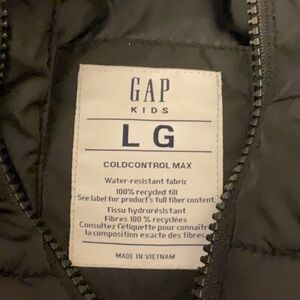 GAP
KIDS
LG
COLDCONTROL MAX
Water-resistant fabric
100% recycled fill
See label for product's full fiber content.
Tissu hydrorésistant
Fibres 100 % recyclées
Consultez l'étiquette pour connaître
la composition exacte des fibres
MADE IN VIETNAM